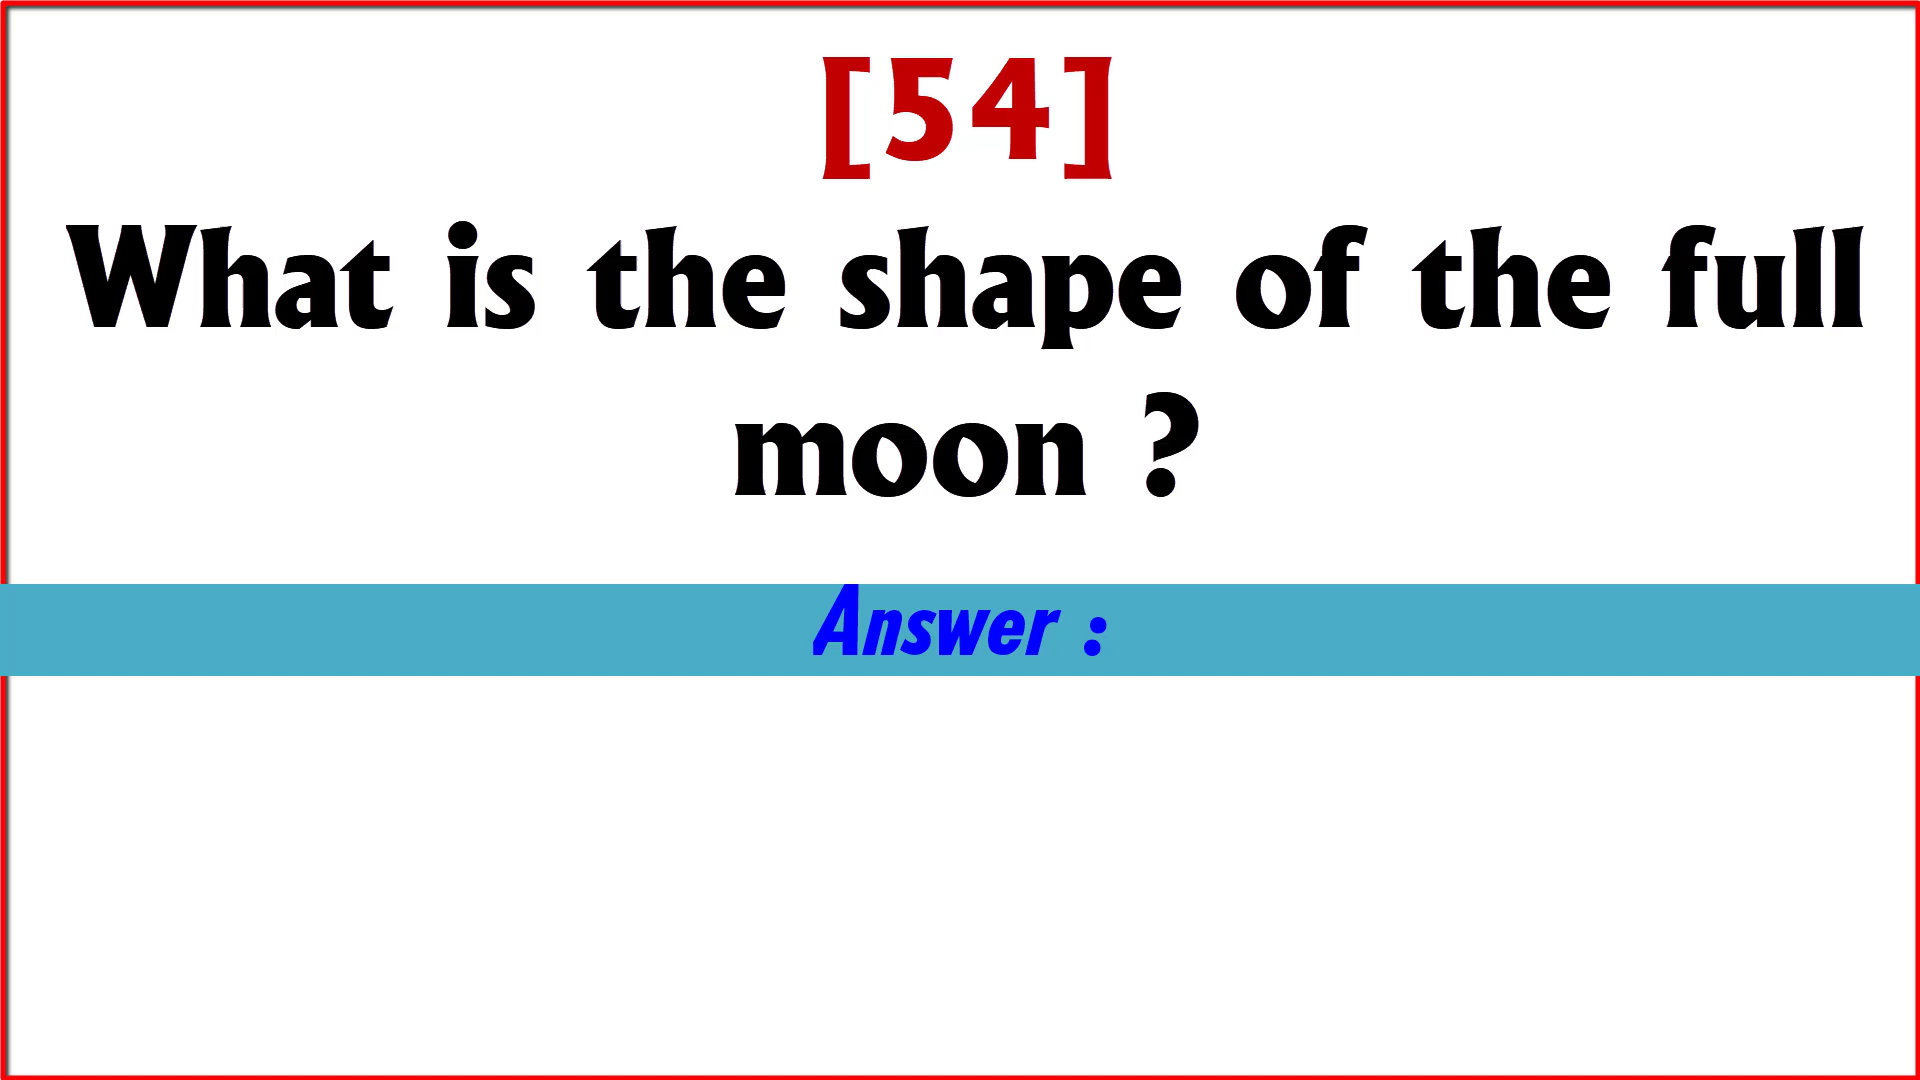 [54]
What is the shape of the full
moon ?
Answer :